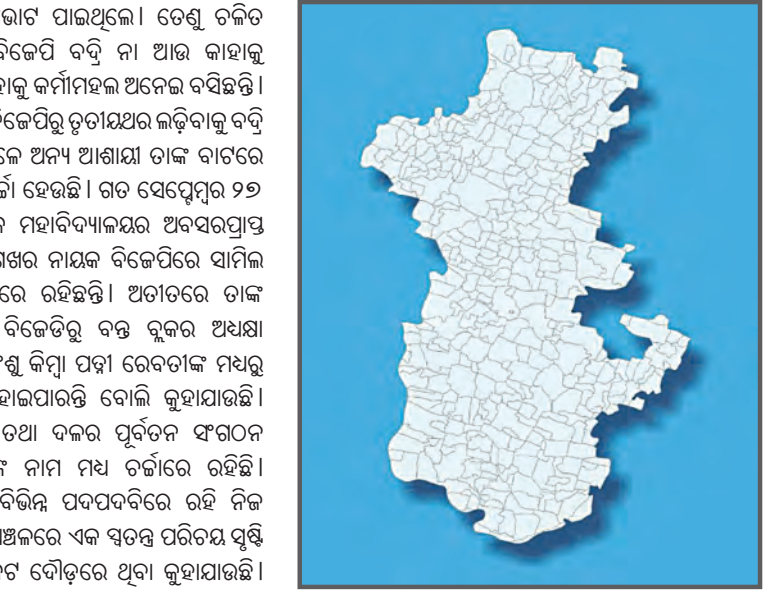 ଭୋଟ ପାଇଥିଲେ। ତେଣୁ ଚଳିତ
ବିଜେପି ବଦ୍ରି ନା ଆଉ କାହାକୁ
କର୍ମୀମହଲ ଅନେଇ ବସିଛନ୍ତି।
ତୃତୀୟଥର ଲଢ଼ିବାକୁ ବଦ୍ରି
ଅନ୍ୟ ଆଶାୟୀ ତାଙ୍କ ବାଟରେ
ହେଉଛି। ଗତ ସେପ୍ଟେମ୍ବର ୨୭
ମହାବିଦ୍ୟାଳୟର ଅବସରପ୍ରାପ୍ତ
ନାୟକ ବିଜେପିରେ ସାମିଲ
ରହିଛନ୍ତି। ଅତୀତରେ ତାଙ୍କ
ବିଜେଡିରୁ ବନ୍ତ ବ୍ଲକର ଅଧ୍ୟକ୍ଷା
କିମ୍ବା ପତ୍ନୀ ରେବତୀଙ୍କ ମଧ୍ୟରୁ
ହୋଇପାରନ୍ତି ବୋଲି କୁହାଯାଉଛି।
ତଥା ଦଳର ପୂର୍ବତନ ସଂଗଠନ
ନାମ ମଧ୍ୟ ଚର୍ଚ୍ଚାରେ ରହିଛି।
ବିଭିନ୍ନ ପଦପଦବିରେ ରହି ନିଜ
ଏକ ସ୍ୱତନ୍ତ୍ର ପରିଚୟ ସୃଷ୍ଟି
ଦୌଡ଼ରେ ଥିବା କୁହାଯାଉଛି।